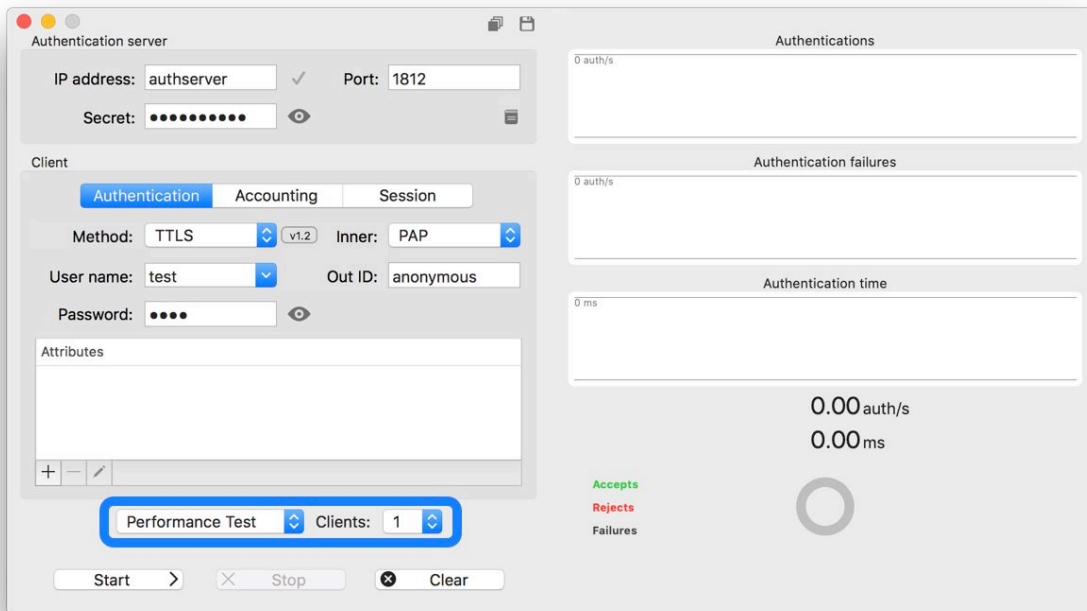 Authentication server
IP address: authserver Port: 1812
Secret: ●●●●●●●●●●
Client
Authentication Accounting Session
Method: TTLS v1.2 Inner: PAP
User name: test Out ID: anonymous
Password: ●●●●
Attributes
Performance Test Clients: 1
Start Stop Clear
Authentications
0 auth/s
Authentication failures
0 auth/s
Authentication time
0 ms
0.00 auth/s
0.00 ms
Accepts
Rejects
Failures